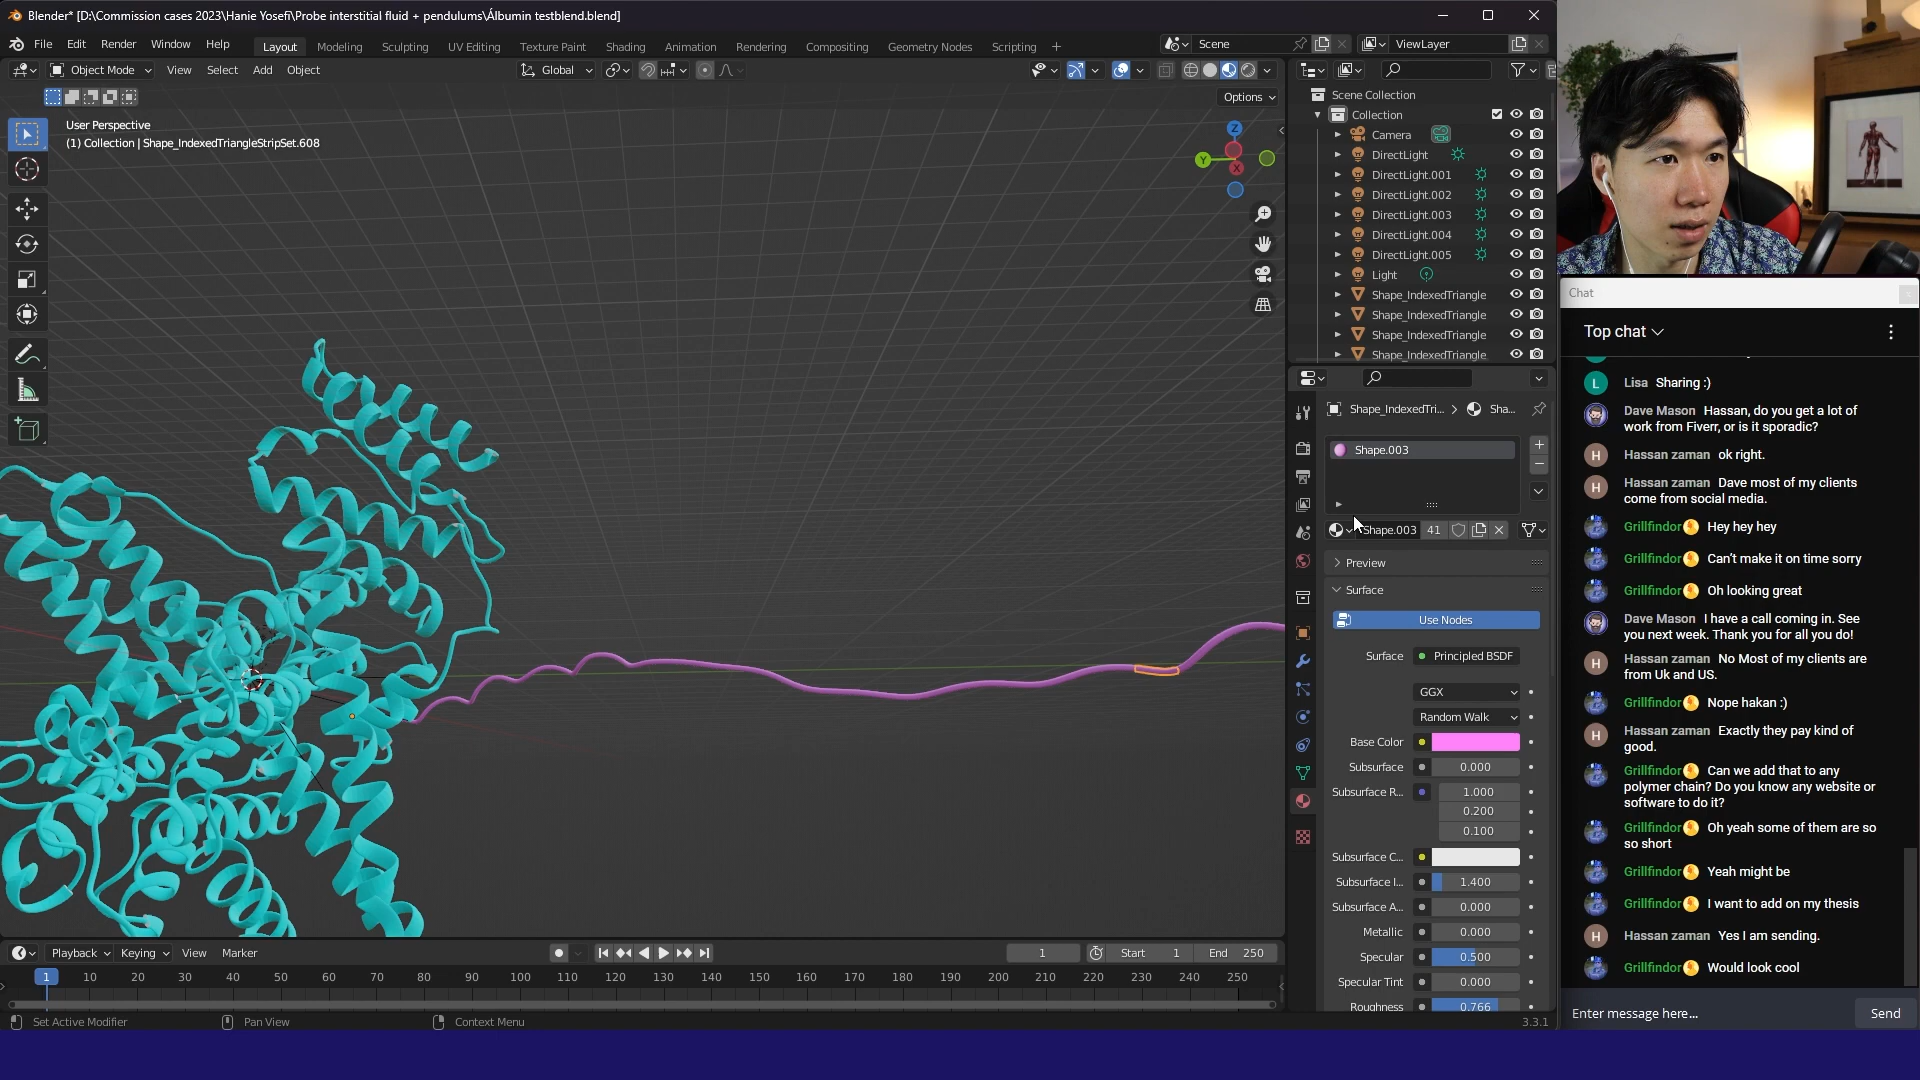 Blender* [D:\Commission cases 2023\Hanie Yosefi\Probe interstitial fluid + pendulums\Álbumin testblend.blend]
File Edit Render Window Help Layout Modeling Sculpting UV Editing Texture Paint Shading Animation Rendering Compositing Geometry Nodes Scripting + Scene ViewLayer
Object Mode View Select Add Object Global
Options
User Perspective
(1) Collection | Shape_IndexedTriangleStripSet.608
Z
Y
X
Scene Collection
Collection
Camera
DirectLight
DirectLight.001
DirectLight.002
DirectLight.003
DirectLight.004
DirectLight.005
Light
Shape_IndexedTriangle
Shape_IndexedTriangle
Shape_IndexedTriangle
Shape_IndexedTriangle
Shape_IndexedTri... > Sha...
Shape.003
Shape.003 41
Preview
Surface
Use Nodes
Surface Principled BSDF
GGX
Random Walk
Base Color
Subsurface 0.000
Subsurface R... 1.000
0.200
0.100
Subsurface C...
Subsurface I... 1.400
Subsurface A... 0.000
Metallic 0.000
Specular 0.500
Specular Tint 0.000
Roughness 0.766
Playback Keying View Marker 1 Start 1 End 250
1 10 20 30 40 50 60 70 80 90 100 110 120 130 140 150 160 170 180 190 200 210 220 230 240 250
Set Active Modifier Pan View Context Menu 3.3.1
Chat
Top chat
L Lisa Sharing :)
Dave Mason Hassan, do you get a lot of
work from Fiverr, or is it sporadic?
H Hassan zaman ok right.
H Hassan zaman Dave most of my clients
come from social media.
Grillfindor Hey hey hey
Grillfindor Can't make it on time sorry
Grillfindor Oh looking great
Dave Mason I have a call coming in. See
you next week. Thank you for all you do!
H Hassan zaman No Most of my clients are
from Uk and US.
Grillfindor Nope hakan :)
H Hassan zaman Exactly they pay kind of
good.
Grillfindor Can we add that to any
polymer chain? Do you know any website or
software to do it?
Grillfindor Oh yeah some of them are so
so short
Grillfindor Yeah might be
Grillfindor I want to add on my thesis
H Hassan zaman Yes I am sending.
Grillfindor Would look cool
Enter message here... Send